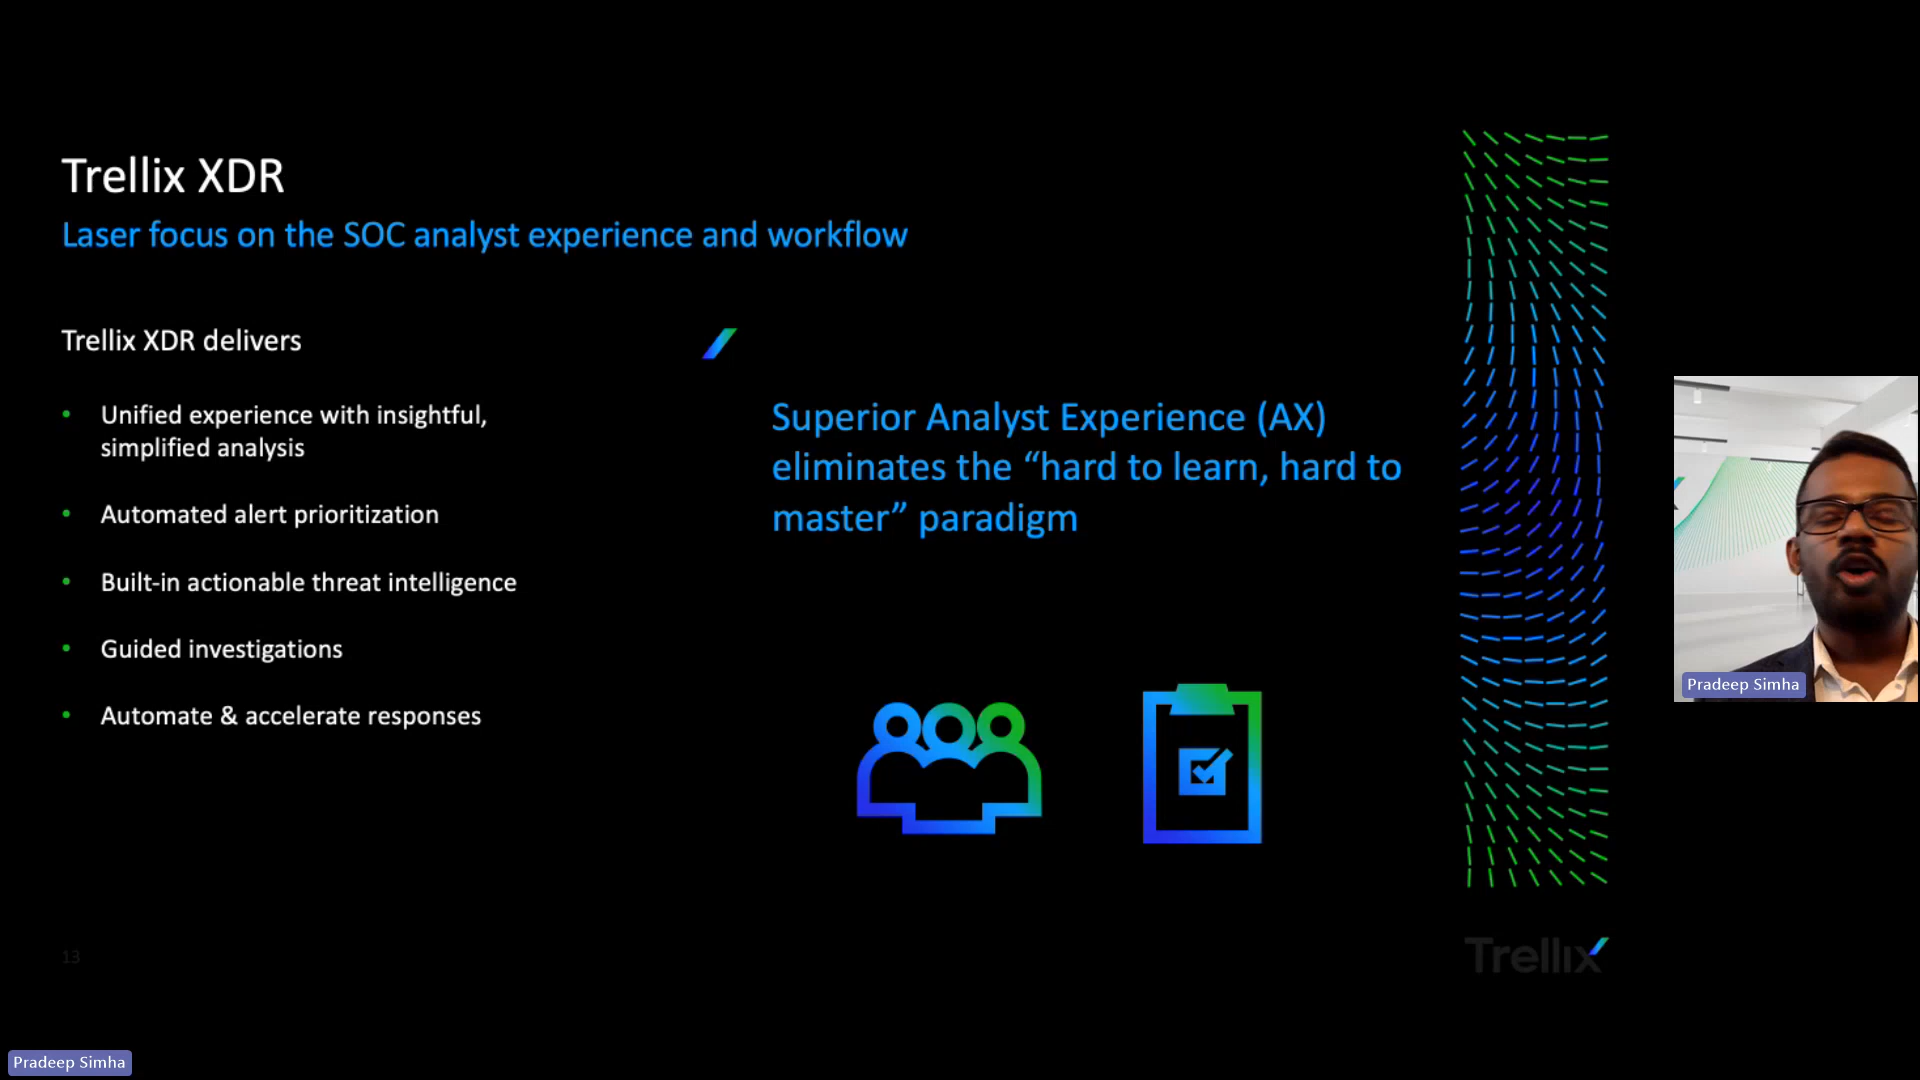 Trellix XDR
Laser focus on the SOC analyst experience and workflow
Trellix XDR delivers
• Unified experience with insightful,
simplified analysis
• Automated alert prioritization
• Built-in actionable threat intelligence
• Guided investigations
• Automate & accelerate responses
Superior Analyst Experience (AX)
eliminates the “hard to learn, hard to
master” paradigm
Pradeep Simha
13
Trellix
Pradeep Simha